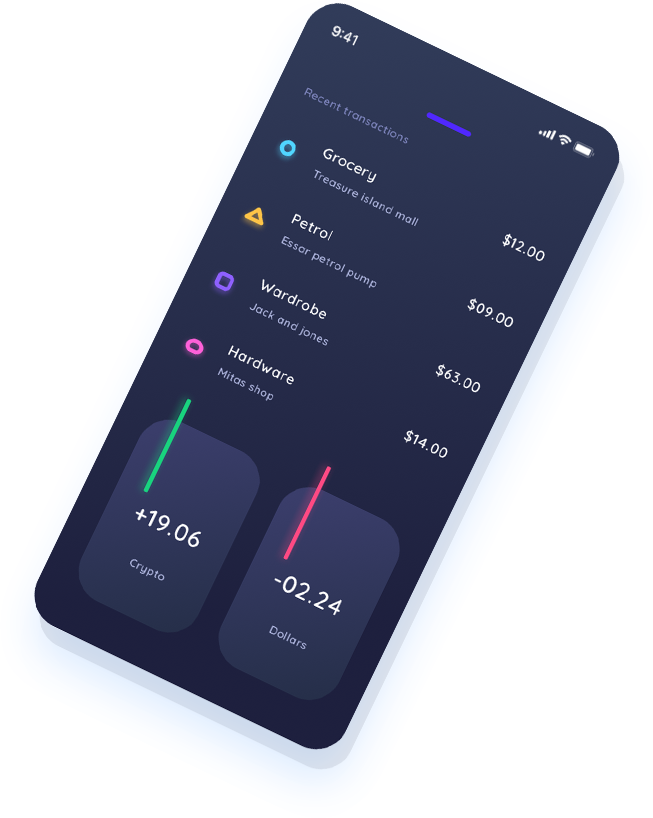 9:41
Recent transactions
Grocery
Treasure island mall
$12.00
Petrol
Essar petrol pump
$09.00
Wardrobe
Jack and jones
$63.00
Hardware
Mitas shop
$14.00
+19.06
Crypto
-02.24
Dollars